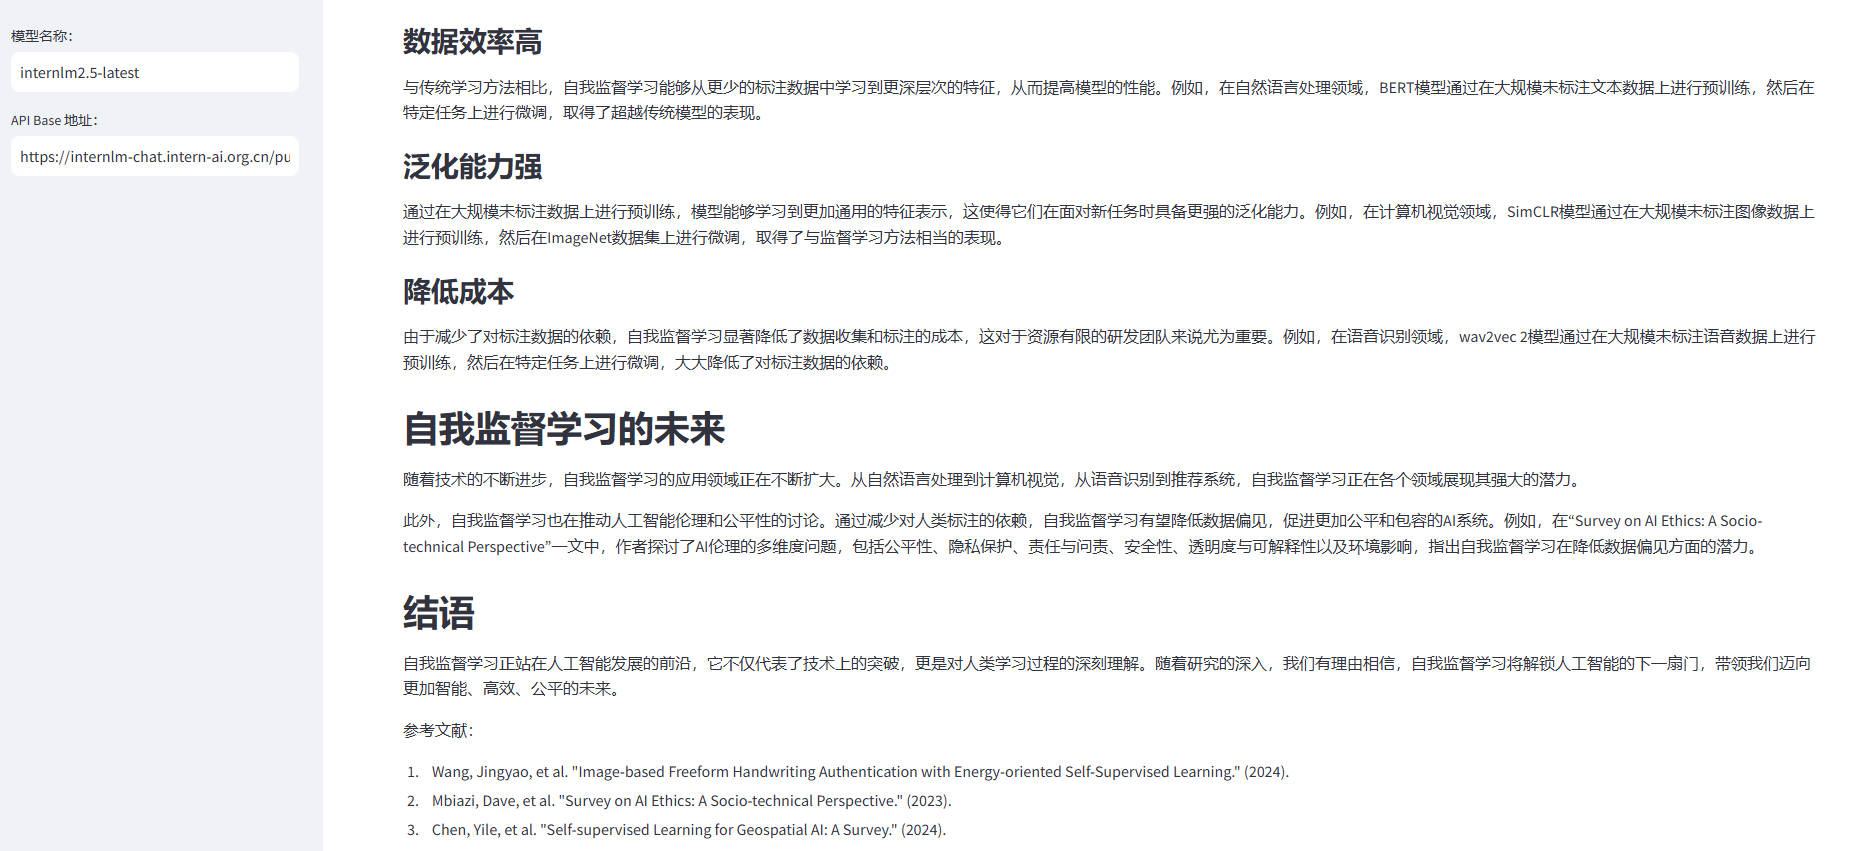 模型名称：
internlm2.5-latest
API Base 地址：
https://internlm-chat.intern-ai.org.cn/pu
数据效率高
与传统学习方法相比，自我监督学习能够从更少的标注数据中学习到更深层次的特征，从而提高模型的性能。例如，在自然语言处理领域，BERT模型通过在大规模未标注文本数据上进行预训练，然后在
特定任务上进行微调，取得了超越传统模型的表现。
泛化能力强
通过在大规模未标注数据上进行预训练，模型能够学习到更加通用的特征表示，这使得它们在面对新任务时具备更强的泛化能力。例如，在计算机视觉领域，SimCLR模型通过在大规模未标注图像数据上
进行预训练，然后在ImageNet数据集上进行微调，取得了与监督学习方法相当的表现。
降低成本
由于减少了对标注数据的依赖，自我监督学习显著降低了数据收集和标注的成本，这对于资源有限的研发团队来说尤为重要。例如，在语音识别领域，wav2vec 2模型通过在大规模未标注语音数据上进行
预训练，然后在特定任务上进行微调，大大降低了对标注数据的依赖。
自我监督学习的未来
随着技术的不断进步，自我监督学习的应用领域正在不断扩大。从自然语言处理到计算机视觉，从语音识别到推荐系统，自我监督学习正在各个领域展现其强大的潜力。
此外，自我监督学习也在推动人工智能伦理和公平性的讨论。通过减少对人类标注的依赖，自我监督学习有望降低数据偏见，促进更加公平和包容的AI系统。例如，在“Survey on AI Ethics: A Socio-
technical Perspective”一文中，作者探讨了AI伦理的多维度问题，包括公平性、隐私保护、责任与问责、安全性、透明度与可解释性以及环境影响，指出自我监督学习在降低数据偏见方面的潜力。
结语
自我监督学习正站在人工智能发展的前沿，它不仅代表了技术上的突破，更是对人类学习过程的深刻理解。随着研究的深入，我们有理由相信，自我监督学习将解锁人工智能的下一扇门，带领我们迈向
更加智能、高效、公平的未来。
参考文献：
1. Wang, Jingyao, et al. "Image-based Freeform Handwriting Authentication with Energy-oriented Self-Supervised Learning." (2024).
2. Mbiazi, Dave, et al. "Survey on AI Ethics: A Socio-technical Perspective." (2023).
3. Chen, Yile, et al. "Self-supervised Learning for Geospatial AI: A Survey." (2024).